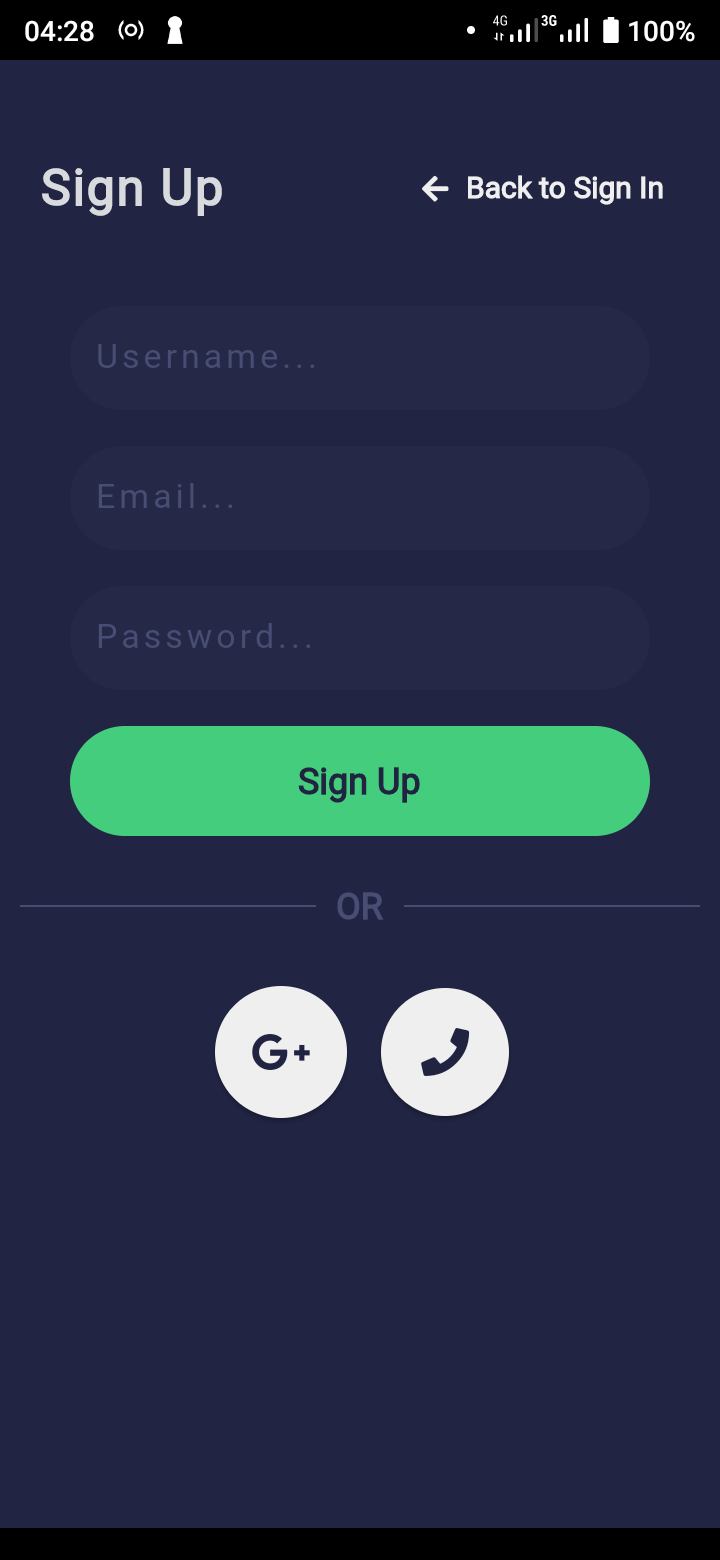 04:28 4G 3G 100%
Sign Up Back to Sign In
Username...
Email...
Password...
Sign Up
OR
G+